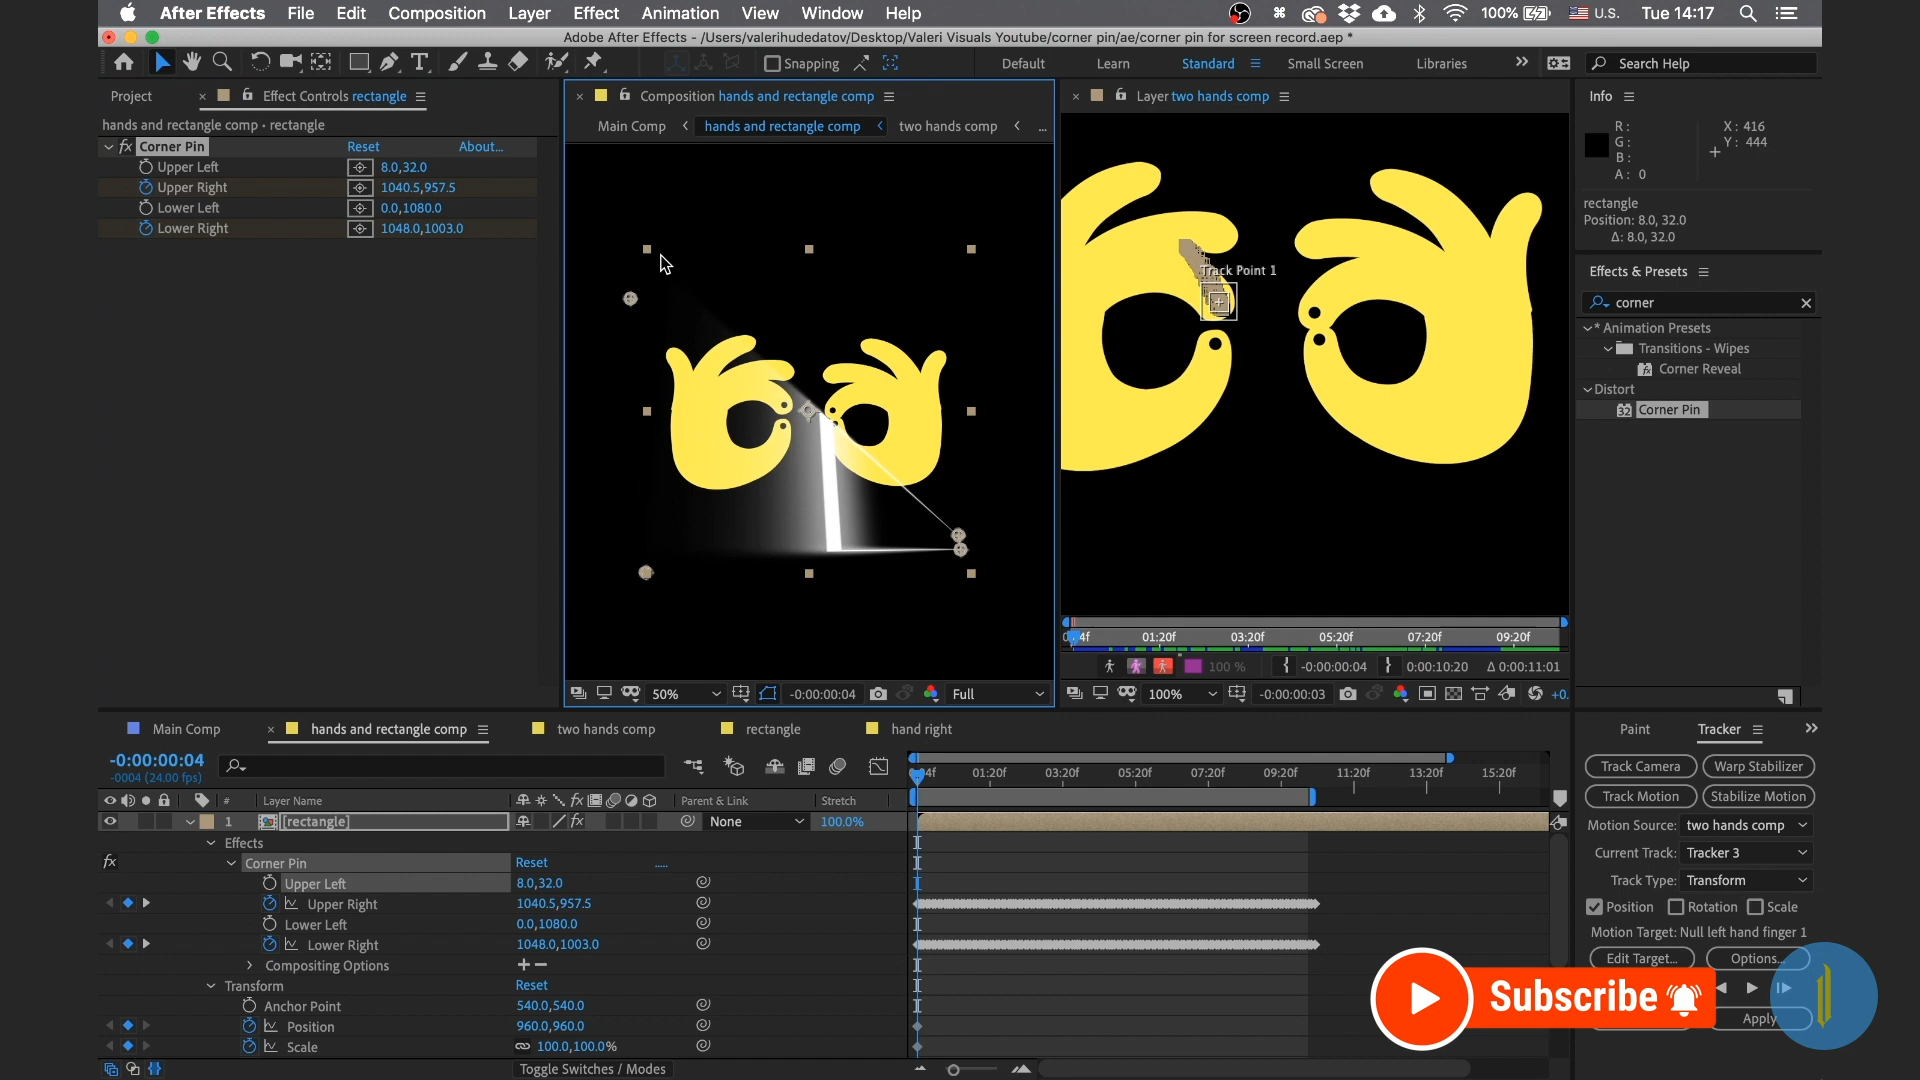 After Effects File Edit Composition Layer Effect Animation View Window Help 100% U.S. Tue 14:17
Adobe After Effects - /Users/valerihudedatov/Desktop/Valeri Visuals Youtube/corner pin/ae/corner pin for screen record.aep *
Snapping Default Learn Standard Small Screen Libraries Search Help
Project Effect Controls rectangle
hands and rectangle comp • rectangle
fx Corner Pin Reset About...
Upper Left 8.0,32.0
Upper Right 1040.5,957.5
Lower Left 0.0,1080.0
Lower Right 1048.0,1003.0
Composition hands and rectangle comp
Main Comp hands and rectangle comp two hands comp ...
50% -0:00:00:04 Full
Layer two hands comp
Track Point 1
4f 01:20f 03:20f 05:20f 07:20f 09:20f
100 % -0:00:00:04 0:00:10:20 Δ 0:00:11:01
100% -0:00:00:03 +0.
Info
R: X: 416
G: Y: 444
B:
A: 0
rectangle
Position: 8.0, 32.0
Δ: 8.0, 32.0
Effects & Presets
corner
* Animation Presets
Transitions - Wipes
Corner Reveal
Distort
32 Corner Pin
Main Comp hands and rectangle comp two hands comp rectangle hand right
-0:00:00:04
-0004 (24.00 fps)
4f 01:20f 03:20f 05:20f 07:20f 09:20f 11:20f 13:20f 15:20f
# Layer Name fx Parent & Link Stretch
1 [rectangle] fx None 100.0%
Effects
fx Corner Pin Reset .....
Upper Left 8.0,32.0
Upper Right 1040.5,957.5
Lower Left 0.0,1080.0
Lower Right 1048.0,1003.0
Compositing Options
Transform Reset
Anchor Point 540.0,540.0
Position 960.0,960.0
Scale 100.0,100.0%
Toggle Switches / Modes
Paint Tracker
Track Camera Warp Stabilizer
Track Motion Stabilize Motion
Motion Source: two hands comp
Current Track: Tracker 3
Track Type: Transform
Position Rotation Scale
Motion Target: Null left hand finger 1
Edit Target... Options...
Apply
Subscribe